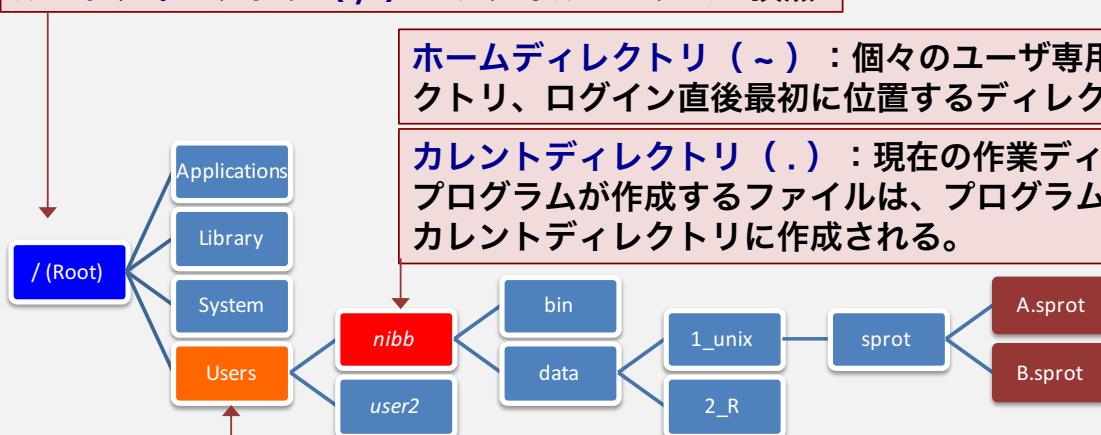 ホームディレクトリ（ ~ ）：個々のユーザ専用
クトリ、ログイン直後最初に位置するディレク
カレントディレクトリ（ . ）：現在の作業ディ
プログラムが作成するファイルは、プログラム
カレントディレクトリに作成される。
/ (Root)
Applications
Library
System
Users
nibb
user2
bin
data
1_unix
2_R
sprot
A.sprot
B.sprot